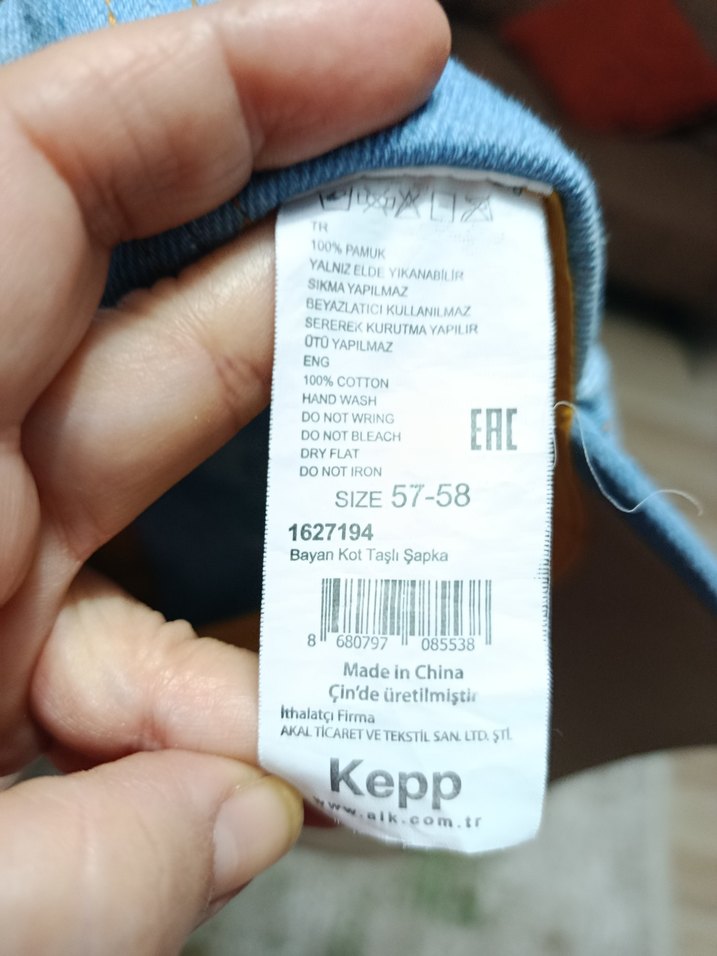 TR
100% PAMUK
YALNIZ ELDE YIKANABİLİR
SIKMA YAPILMAZ
BEYAZLATICI KULLANILMAZ
SEREREK KURUTMA YAPILIR
ÜTÜ YAPILMAZ
ENG
100% COTTON
HAND WASH
DO NOT WRING
DO NOT BLEACH
DRY FLAT
DO NOT IRON
EAC
SIZE 57-58
1627194
Bayan Kot Taşlı Şapka
8 680797 085538
Made in China
Çin'de üretilmiştir
İthalatçı Firma
AKAL TİCARET VE TEKSTİL SAN. LTD. ŞTİ.
Kepp
www.alk.com.tr